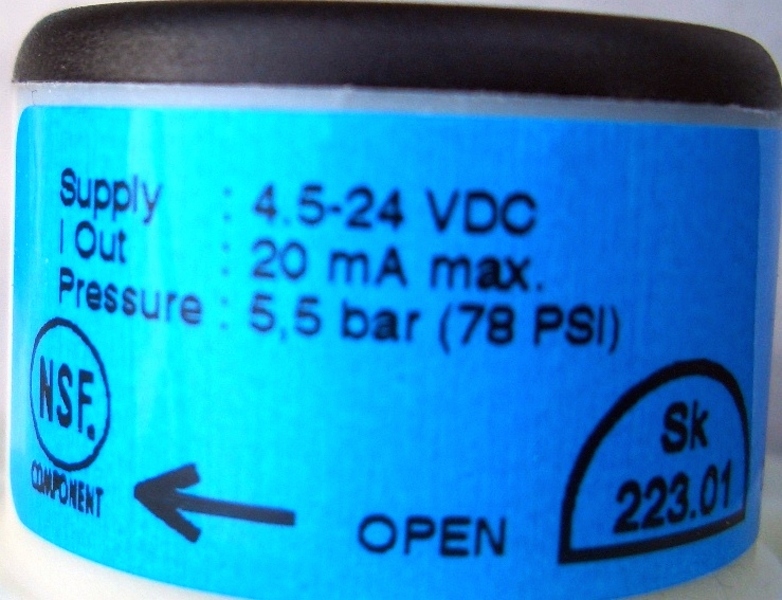 Supply : 4.5-24 VDC
I Out : 20 mA max.
Pressure : 5,5 bar (78 PSI)
NSF.
COMPONENT
OPEN
Sk
223.01